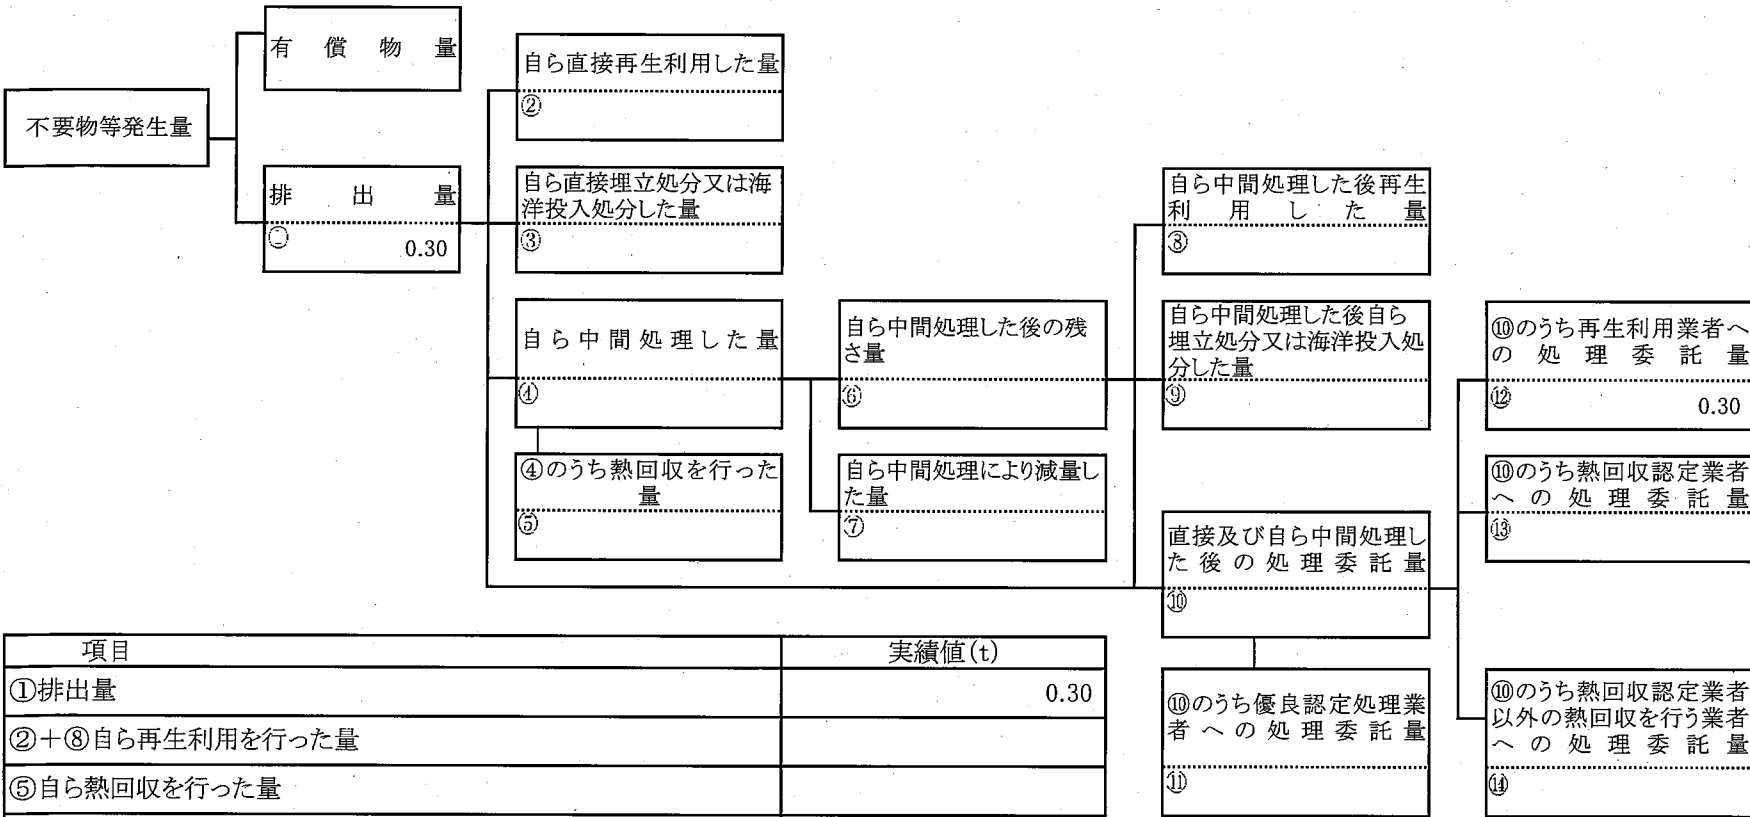 不要物等発生量
有償物量
排出量
①
0.30
自ら直接再生利用した量
②
自ら直接埋立処分又は海
洋投入処分した量
③
自ら中間処理した量
④
④のうち熱回収を行った
量
⑤
自ら中間処理した後の残
さ量
⑥
自ら中間処理により減量し
た量
⑦
自ら中間処理した後再生
利用した量
⑧
自ら中間処理した後自ら
埋立処分又は海洋投入処
分した量
⑨
直接及び自ら中間処理し
た後の処理委託量
⑩
⑩のうち優良認定処理業
者への処理委託量
⑪
⑩のうち再生利用業者へ
の処理委託量
⑫
0.30
⑩のうち熱回収認定業者
への処理委託量
⑬
⑩のうち熱回収認定業者
以外の熱回収を行う業者
への処理委託量
⑭
項目 実績値(t)
①排出量 0.30
②+⑧自ら再生利用を行った量
⑤自ら熱回収を行った量